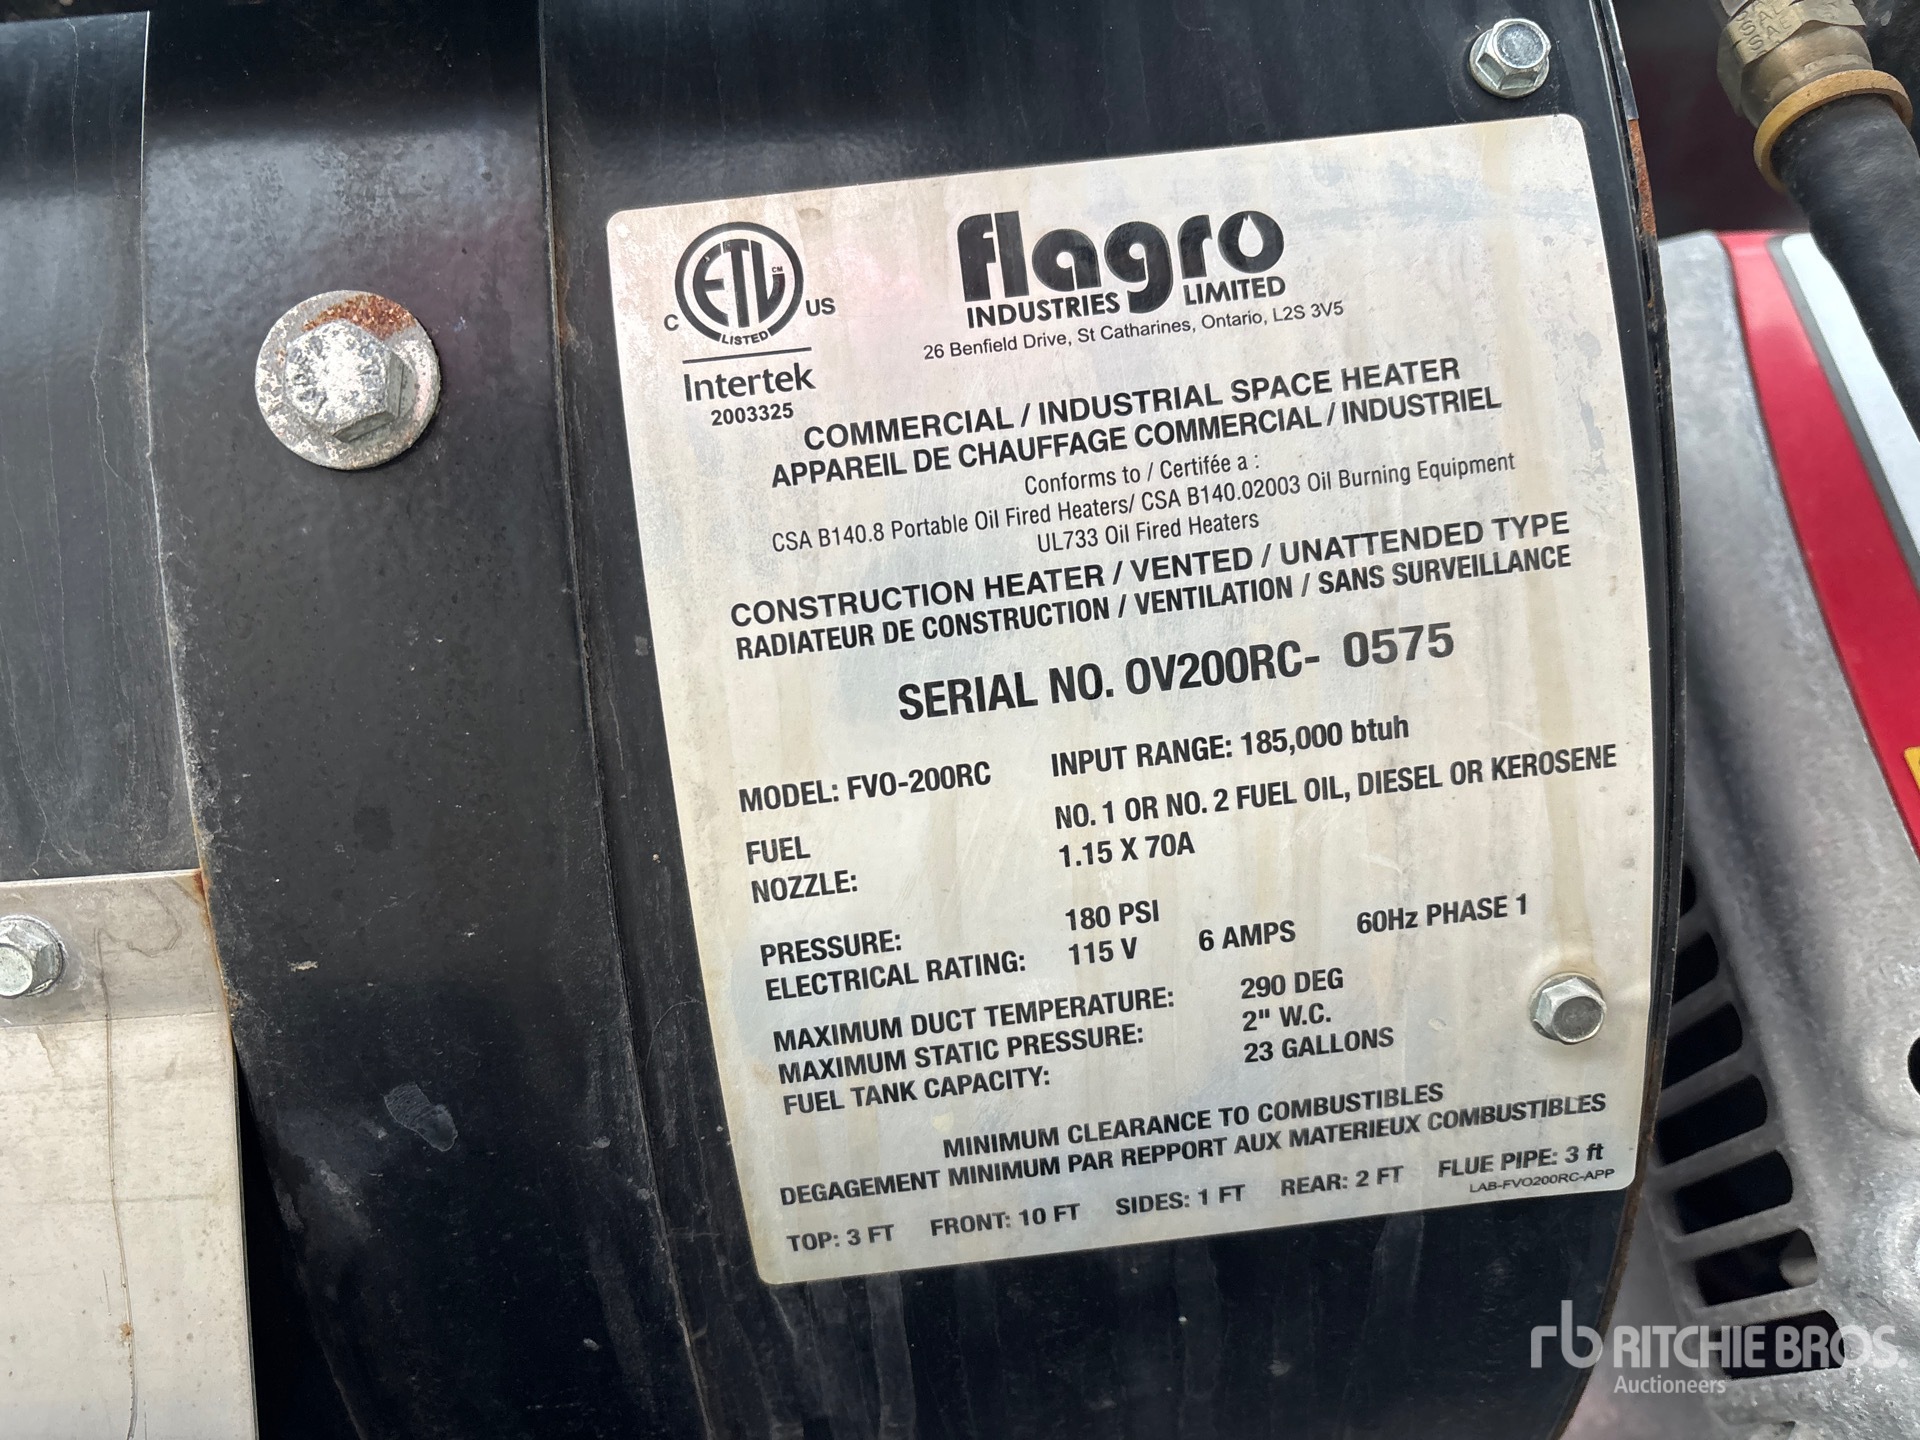 flagro
INDUSTRIES LIMITED
26 Benfield Drive, St Catharines, Ontario, L2S 3V5
ETL CM
LISTED
C US
Intertek
2003325
COMMERCIAL / INDUSTRIAL SPACE HEATER
APPAREIL DE CHAUFFAGE COMMERCIAL / INDUSTRIEL
Conforms to / Certifée a :
CSA B140.8 Portable Oil Fired Heaters/ CSA B140.02003 Oil Burning Equipment
UL733 Oil Fired Heaters
CONSTRUCTION HEATER / VENTED / UNATTENDED TYPE
RADIATEUR DE CONSTRUCTION / VENTILATION / SANS SURVEILLANCE
SERIAL NO. OV200RC- 0575
MODEL: FVO-200RC INPUT RANGE: 185,000 btuh
FUEL NO. 1 OR NO. 2 FUEL OIL, DIESEL OR KEROSENE
NOZZLE: 1.15 X 70A
PRESSURE: 180 PSI
ELECTRICAL RATING: 115 V 6 AMPS 60Hz PHASE 1
MAXIMUM DUCT TEMPERATURE: 290 DEG
MAXIMUM STATIC PRESSURE: 2" W.C.
FUEL TANK CAPACITY: 23 GALLONS
MINIMUM CLEARANCE TO COMBUSTIBLES
DEGAGEMENT MINIMUM PAR REPPORT AUX MATERIEUX COMBUSTIBLES
TOP: 3 FT FRONT: 10 FT SIDES: 1 FT REAR: 2 FT FLUE PIPE: 3 ft
LAB-FVO200RC-APP
rb RITCHIE BROS.
Auctioneers